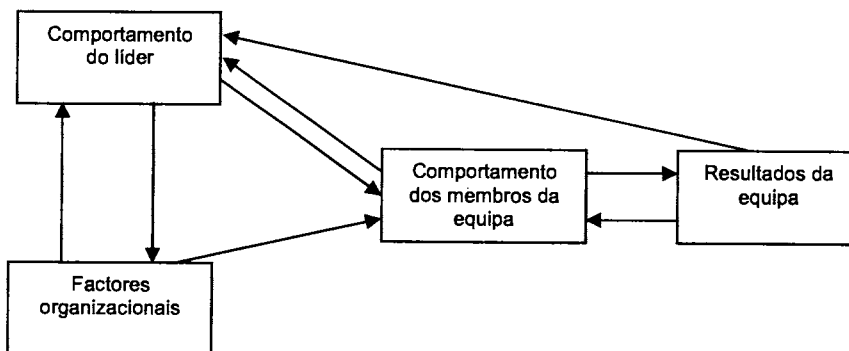 Comportamento
do líder
Comportamento
dos membros da
equipa
Resultados da
equipa
Factores
organizacionais